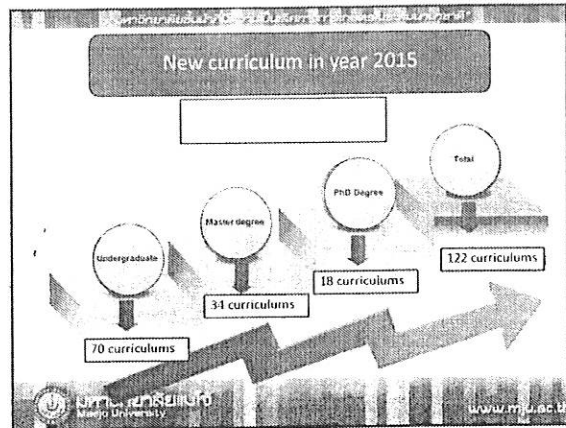 New curriculum in year 2015
Total
PhD Degree
Master degree
Undergraduate
122 curriculums
18 curriculums
34 curriculums
70 curriculums
Maejo University
www.mju.ac.th